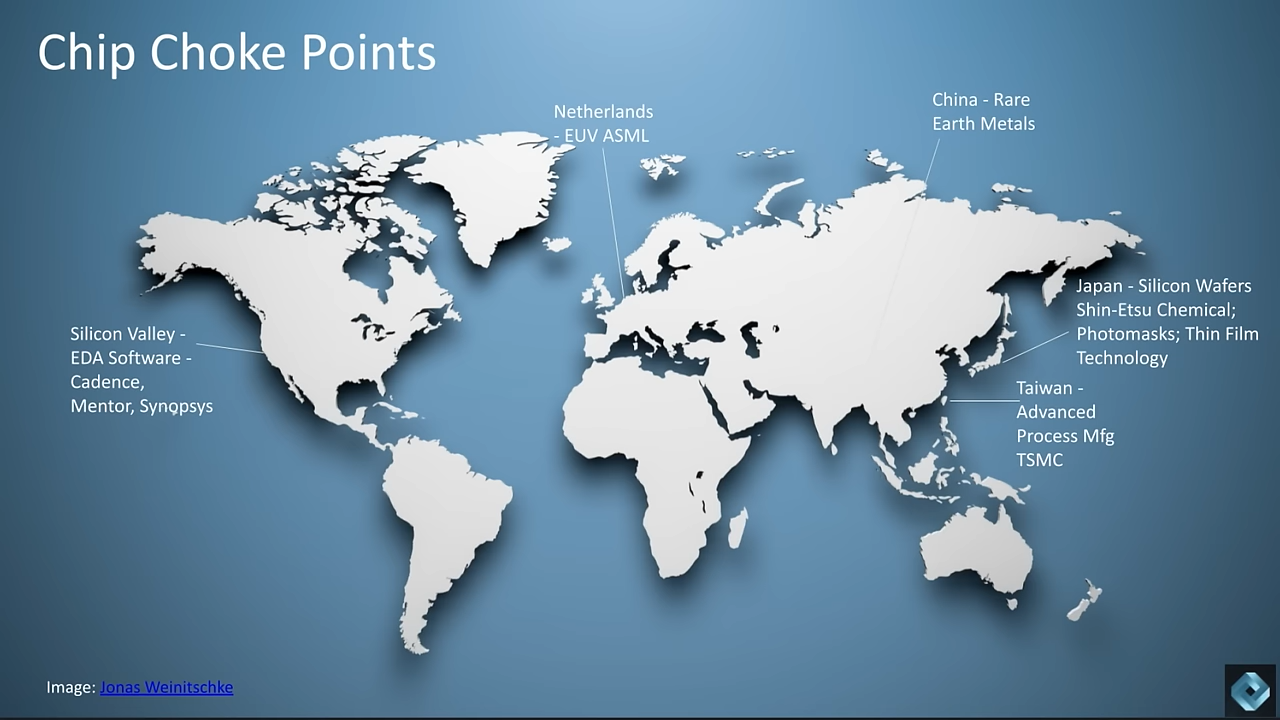 Chip Choke Points
Netherlands
- EUV ASML
China - Rare
Earth Metals
Silicon Valley -
EDA Software -
Cadence,
Mentor, Synopsys
Japan - Silicon Wafers
Shin-Etsu Chemical;
Photomasks; Thin Film
Technology
Taiwan -
Advanced
Process Mfg
TSMC
Image: Jonas Weinitschke